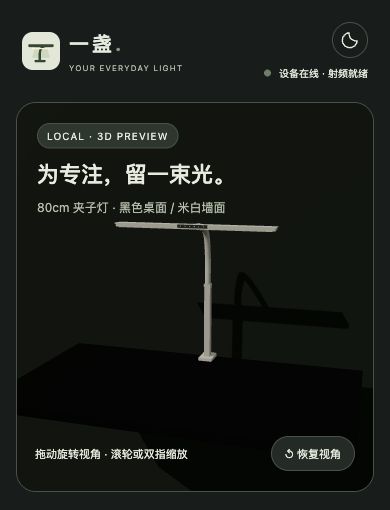 一盏.
YOUR EVERYDAY LIGHT
设备在线 · 射频就绪
LOCAL · 3D PREVIEW
为专注，留一束光。
80cm 夹子灯 · 黑色桌面 / 米白墙面
拖动旋转视角 · 滚轮或双指缩放
恢复视角